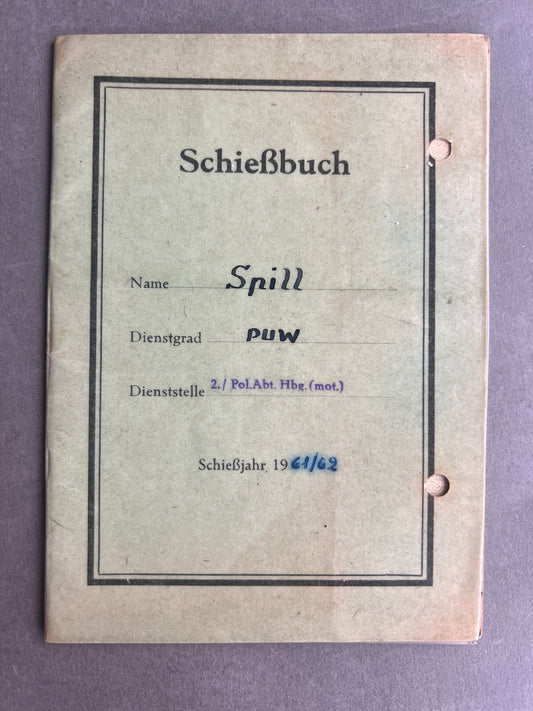 Schießbuch
Name Spill
Dienstgrad PUW
Dienststelle 2./ Pol.Abt. Hbg. (mot.)
Schießjahr 1961/62